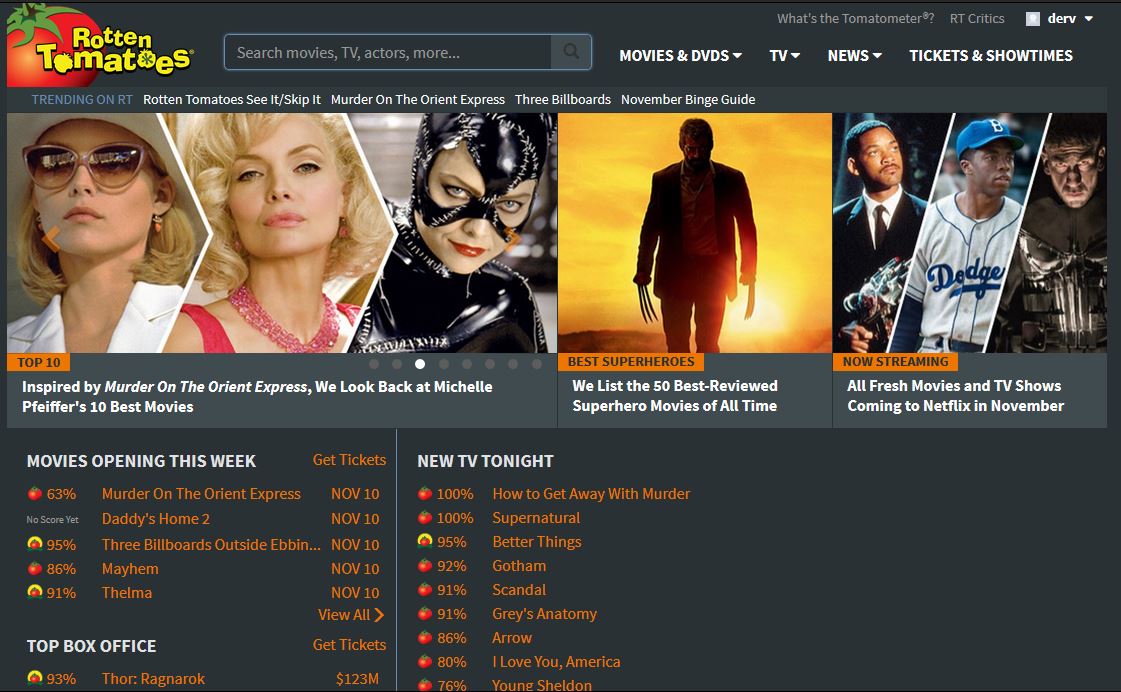 Rotten
Tomatoes®
Search movies, TV, actors, more...
What's the Tomatometer®? RT Critics derv
MOVIES & DVDS TV NEWS TICKETS & SHOWTIMES
TRENDING ON RT Rotten Tomatoes See It/Skip It Murder On The Orient Express Three Billboards November Binge Guide
B
Dodge
TOP 10
Inspired by Murder On The Orient Express, We Look Back at Michelle
Pfeiffer's 10 Best Movies
BEST SUPERHEROES
We List the 50 Best-Reviewed
Superhero Movies of All Time
NOW STREAMING
All Fresh Movies and TV Shows
Coming to Netflix in November
MOVIES OPENING THIS WEEK Get Tickets
63% Murder On The Orient Express NOV 10
No Score Yet Daddy's Home 2 NOV 10
95% Three Billboards Outside Ebbin... NOV 10
86% Mayhem NOV 10
91% Thelma NOV 10
View All
TOP BOX OFFICE Get Tickets
93% Thor: Ragnarok $123M
NEW TV TONIGHT
100% How to Get Away With Murder
100% Supernatural
95% Better Things
92% Gotham
91% Scandal
91% Grey's Anatomy
86% Arrow
80% I Love You, America
76% Young Sheldon